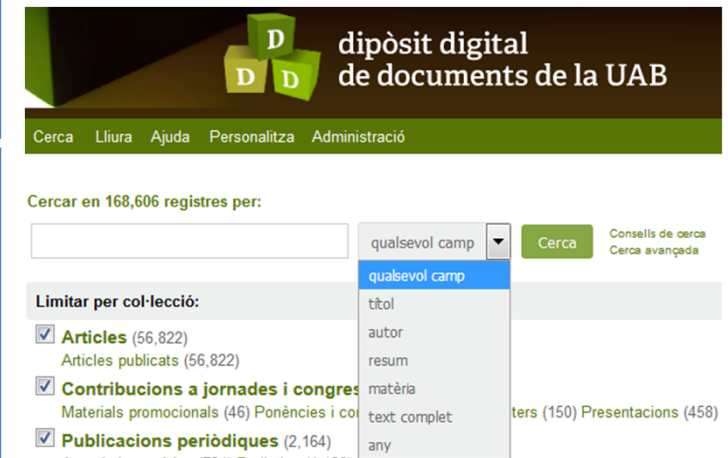 D
D D
dipòsit digital
de documents de la UAB
Cerca Lliura Ajuda Personalitza Administració
Cercar en 168,606 registres per:
qualsevol camp Cerca
Consells de cerca
Cerca avançada
qualsevol camp
títol
autor
resum
matèria
text complet
any
Limitar per col·lecció:
Articles (56,822)
Articles publicats (56,822)
Contribucions a jornades i
Materials promocionals (46) Ponències i (150) Presentacions (458)
Publicacions periòdiques (2,164)